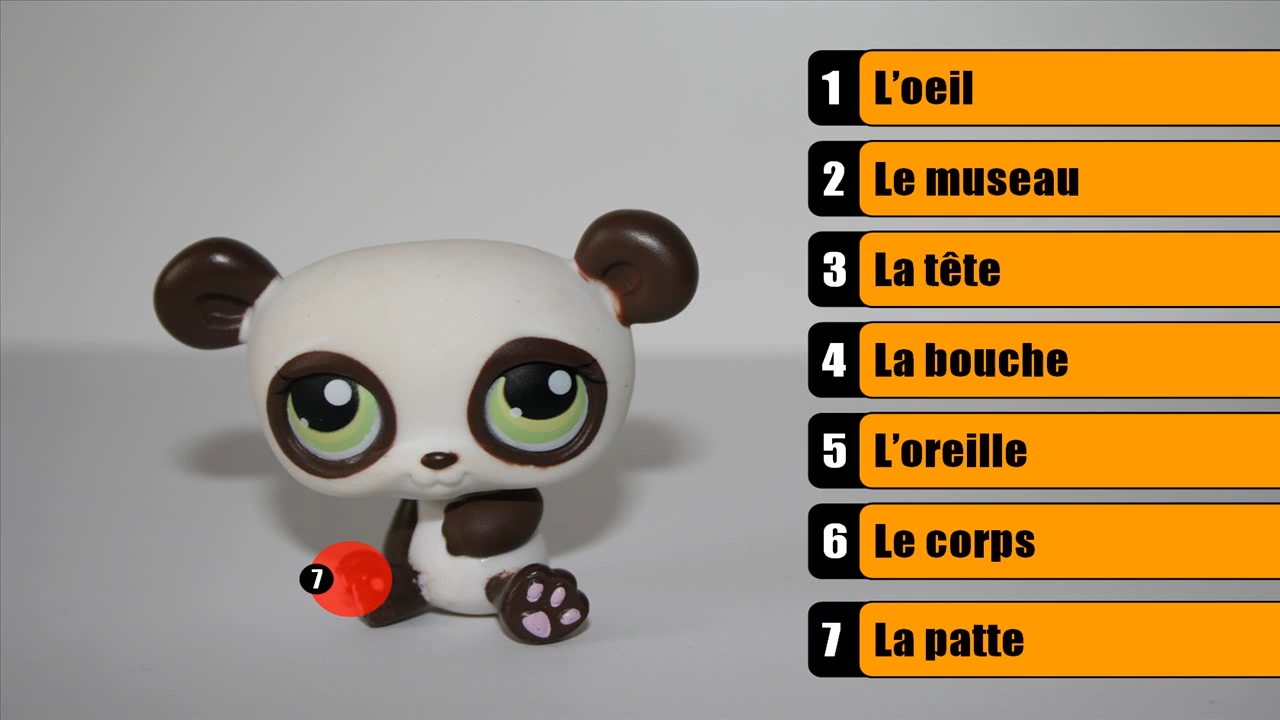 1 L’oeil
2 Le museau
3 La tête
4 La bouche
5 L’oreille
6 Le corps
7 La patte
7